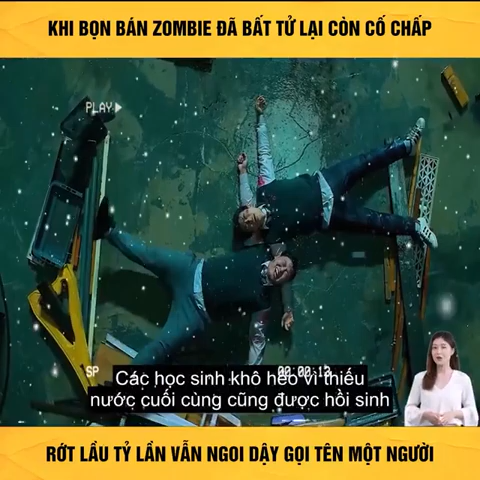 KHI BỌN BÁN ZOMBIE ĐÃ BẤT TỬ LẠI CÒN CỐ CHẤP
PLAY
SP 00:00:13
Các học sinh khô héo vì thiếu
nước cuối cùng cũng được hồi sinh
RỚT LẦU TỶ LẦN VẪN NGOI DẬY GỌI TÊN MỘT NGƯỜI